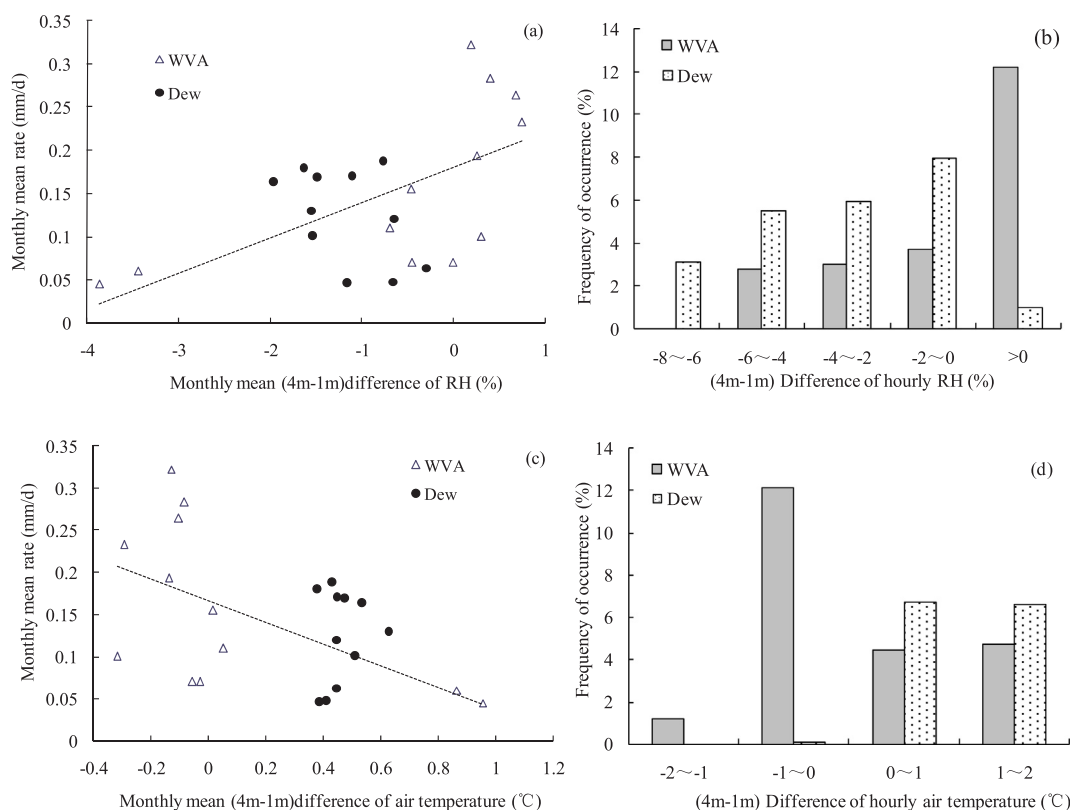 (a)
Monthly mean rate (mm/d)
0.35
0.3
0.25
0.2
0.15
0.1
0.05
0
WVA
Dew
-4
-3
-2
-1
0
1
Monthly mean (4m-1m)difference of RH (%)
(b)
Frequency of occurrence (%)
14
12
10
8
6
4
2
0
WVA
Dew
-8～-6
-6～-4
-4～-2
-2～0
>0
(4m-1m) Difference of hourly RH (%)
(c)
Monthly mean rate (mm/d)
0.35
0.3
0.25
0.2
0.15
0.1
0.05
0
WVA
Dew
-0.4
-0.2
0
0.2
0.4
0.6
0.8
1
1.2
Monthly mean (4m-1m)difference of air temperature (℃)
(d)
Frequency of occurrence (%)
14
12
10
8
6
4
2
0
WVA
Dew
-2～-1
-1～0
0～1
1～2
(4m-1m) Difference of hourly air temperature (℃)